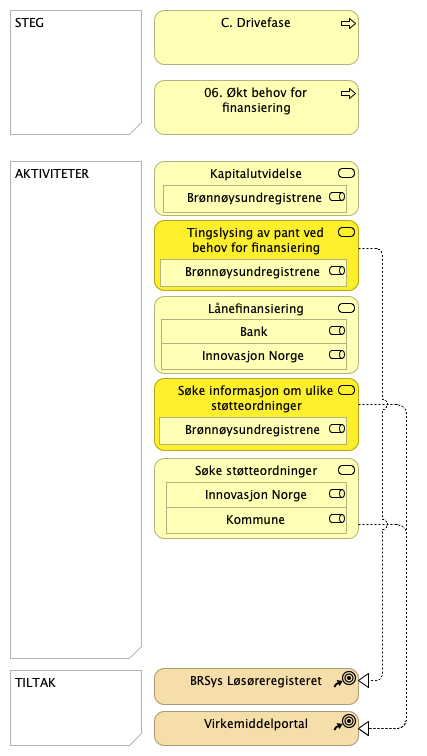 STEG
C. Drivefase
06. Økt behov for
finansiering
AKTIVITETER
Kapitalutvidelse
Brønnøysundregistrene
Tingslysing av pant ved
behov for finansiering
Brønnøysundregistrene
Lånefinansiering
Bank
Innovasjon Norge
Søke informasjon om ulike
støtteordninger
Brønnøysundregistrene
Søke støtteordninger
Innovasjon Norge
Kommune
TILTAK
BRSys Løsøreregisteret
Virkemiddelportal